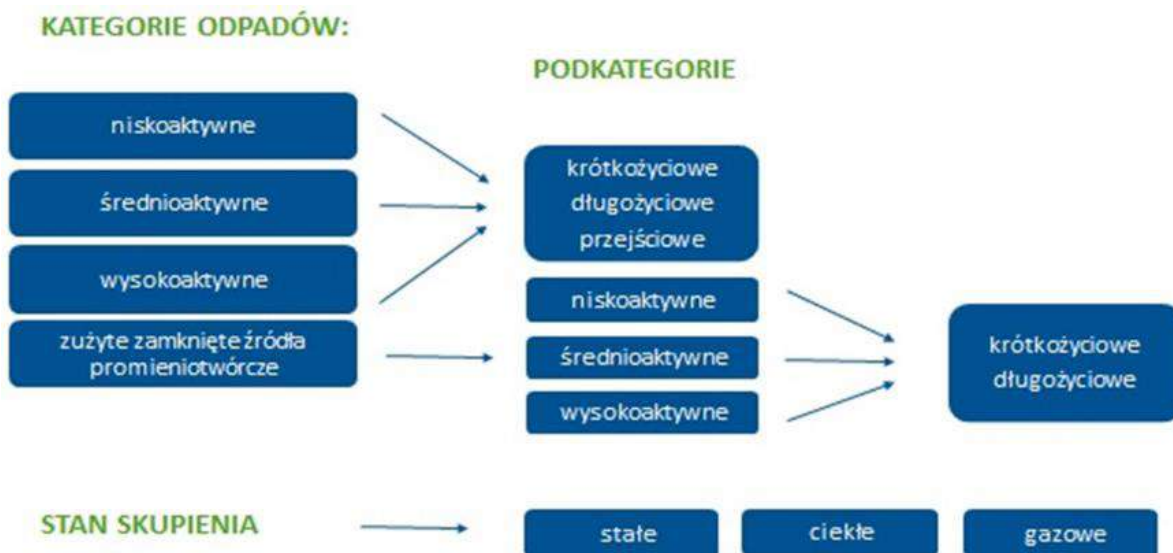 KATEGORIE ODPADÓW:
PODKATEGORIE
niskoaktywne
średnioaktywne
wysokoaktywne
zużyte zamknięte źródła
promieniotwórcze
krótkożyciowe
długożyciowe
przejściowe
niskoaktywne
średnioaktywne
wysokoaktywne
krótkożyciowe
długożyciowe
STAN SKUPIENIA
stałe
ciekłe
gazowe